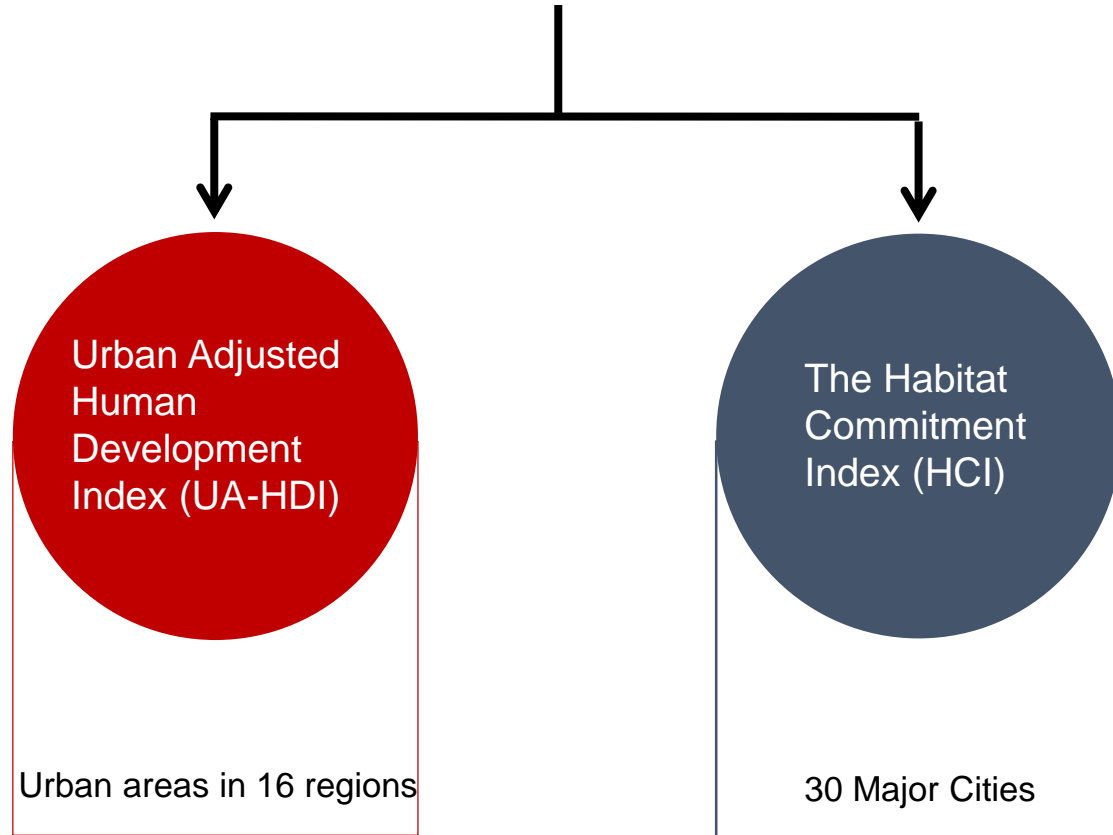 Urban Adjusted
Human
Development
Index (UA-HDI)
The Habitat
Commitment
Index (HCI)
Urban areas in 16 regions
30 Major Cities